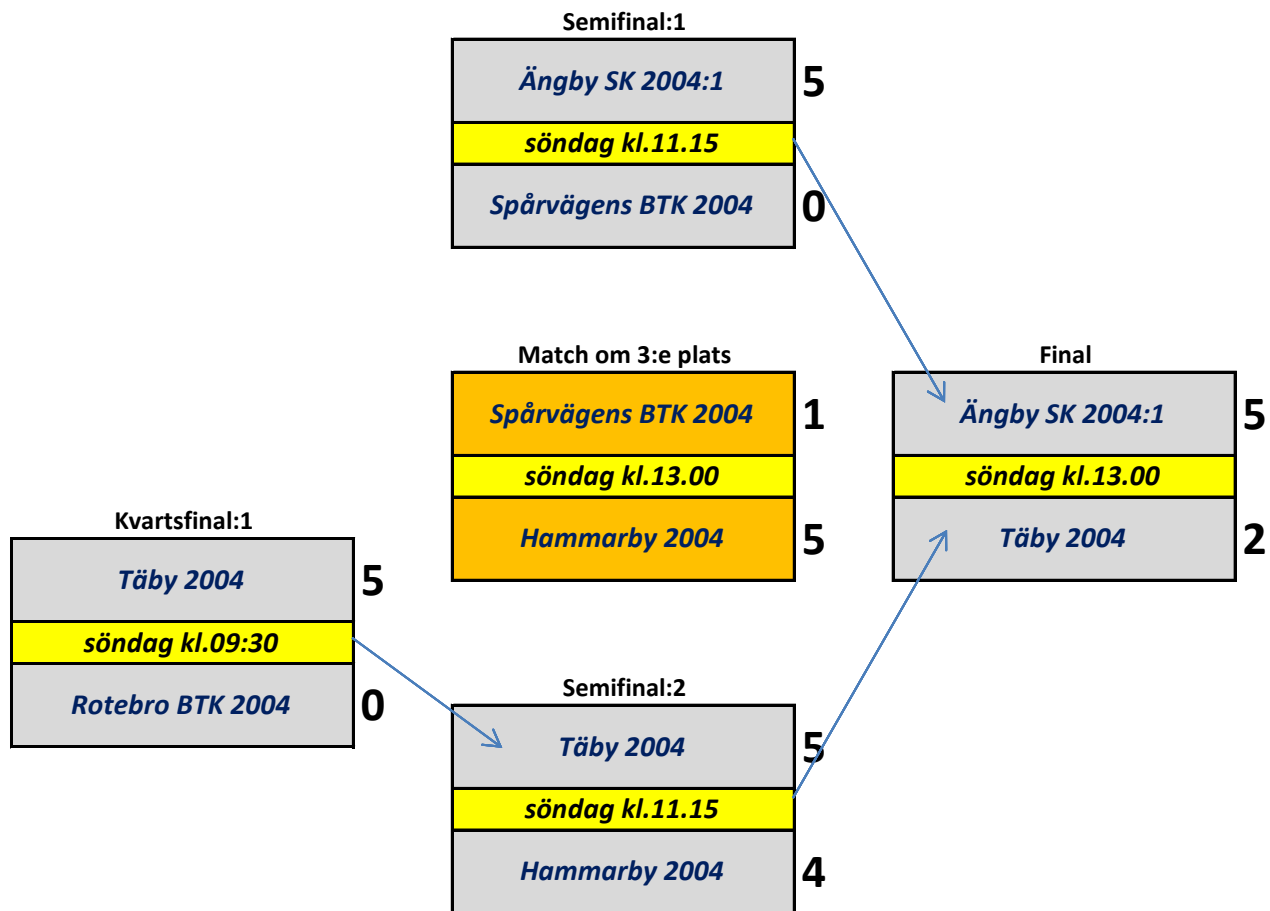 Semifinal:1
Ängby SK 2004:1 5
söndag kl.11.15
Spårvägens BTK 2004 0
Match om 3:e plats
Spårvägens BTK 2004 1
söndag kl.13.00
Hammarby 2004 5
Final
Ängby SK 2004:1 5
söndag kl.13.00
Täby 2004 2
Kvartsfinal:1
Täby 2004 5
söndag kl.09:30
Rotebro BTK 2004 0
Semifinal:2
Täby 2004 5
söndag kl.11.15
Hammarby 2004 4